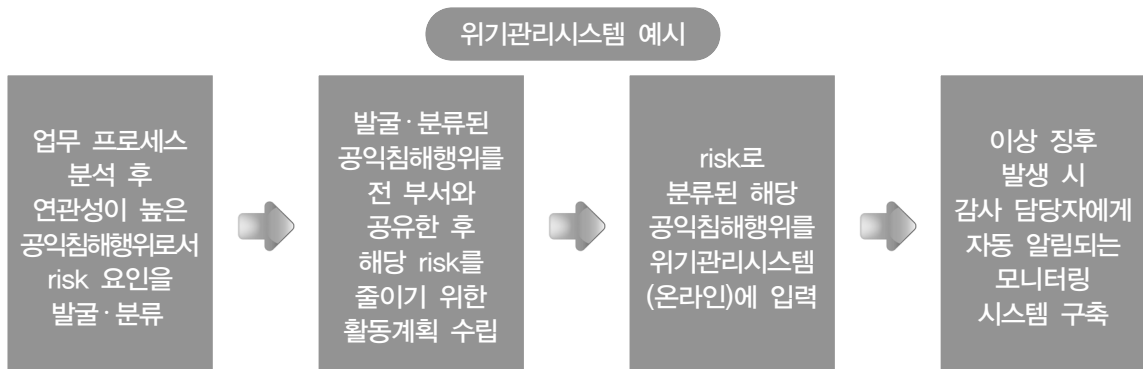 위기관리시스템 예시
업무 프로세스
분석 후
연관성이 높은
공익침해행위로서
risk 요인을
발굴·분류
발굴·분류된
공익침해행위를
전 부서와
공유한 후
해당 risk를
줄이기 위한
활동계획 수립
risk로
분류된 해당
공익침해행위를
위기관리시스템
(온라인)에 입력
이상 징후
발생 시
감사 담당자에게
자동 알림되는
모니터링
시스템 구축